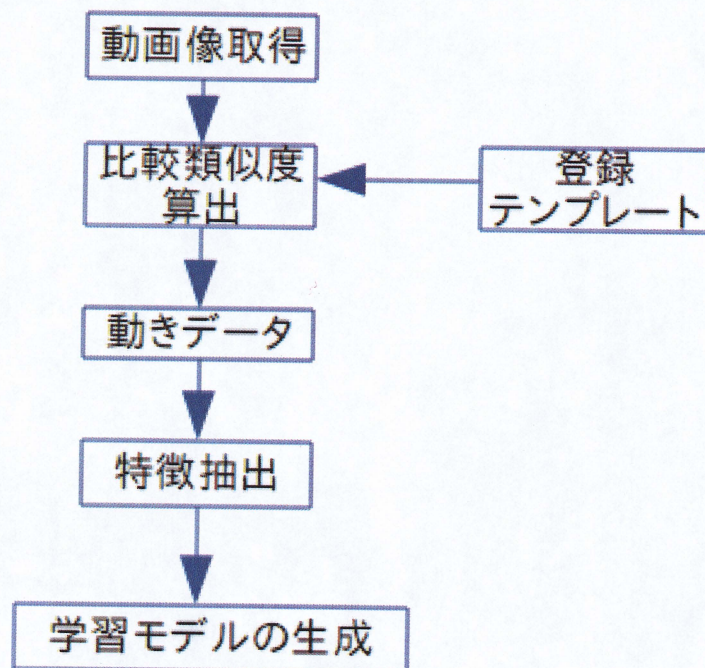 動画像取得
比較類似度
算出
登録
テンプレート
動きデータ
特徴抽出
学習モデルの生成